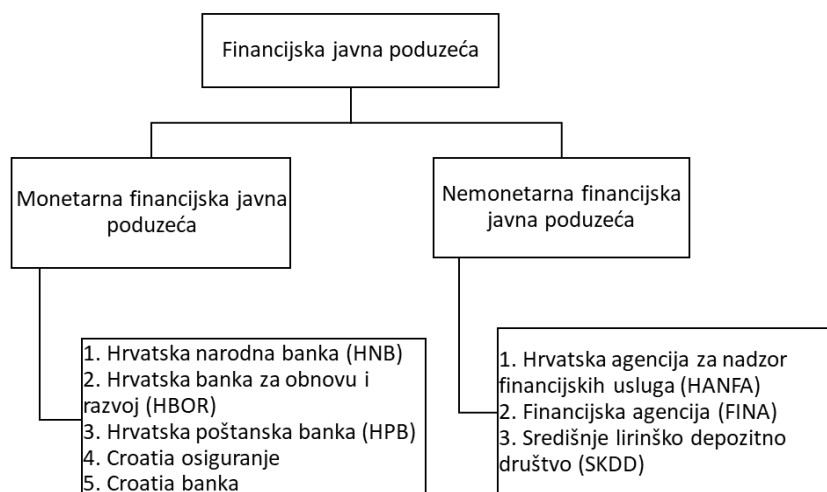 Financijska javna poduzeća
Monetarna financijska javna
poduzeća
Nemonetarna financijska
javna poduzeća
1. Hrvatska narodna banka (HNB)
2. Hrvatska banka za obnovu i
razvoj (HBOR)
3. Hrvatska poštanska banka (HPB)
4. Croatia osiguranje
5. Croatia banka
1. Hrvatska agencija za nadzor
financijskih usluga (HANFA)
2. Financijska agencija (FINA)
3. Središnje lirinško depozitno
društvo (SKDD)